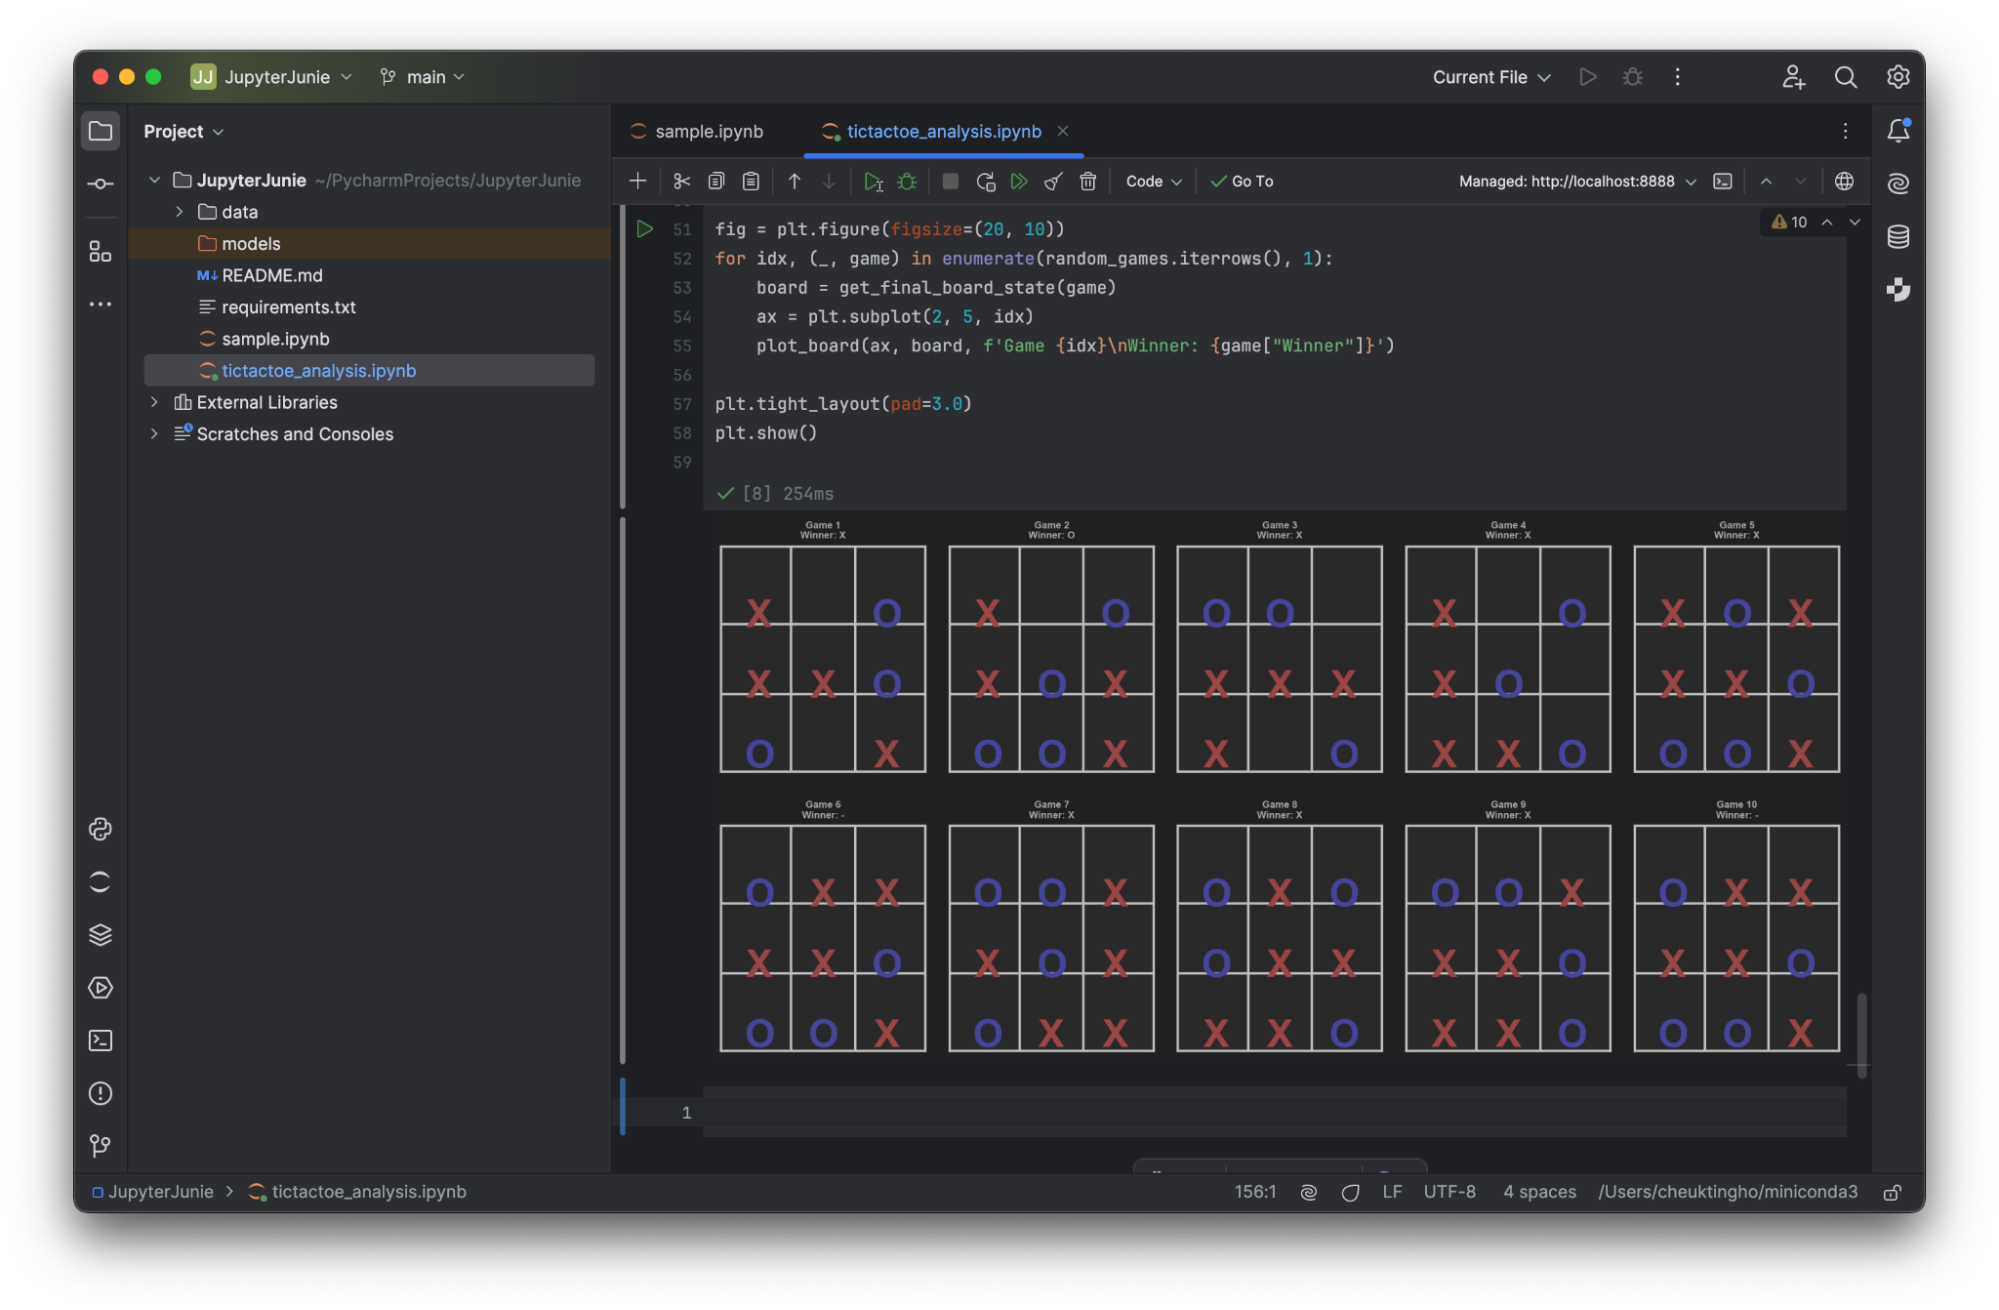 JJ JupyterJunie main Current File
Project
JupyterJunie ~/PycharmProjects/JupyterJunie
data
models
M↓ README.md
requirements.txt
sample.ipynb
tictactoe_analysis.ipynb
External Libraries
Scratches and Consoles
sample.ipynb tictactoe_analysis.ipynb
Code Go To Managed: http://localhost:8888
10
51 fig = plt.figure(figsize=(20, 10))
52 for idx, (_, game) in enumerate(random_games.iterrows(), 1):
53 board = get_final_board_state(game)
54 ax = plt.subplot(2, 5, idx)
55 plot_board(ax, board, f'Game {idx}\nWinner: {game["Winner"]}')
56
57 plt.tight_layout(pad=3.0)
58 plt.show()
59
[8] 254ms
Game 1 Game 2 Game 3 Game 4 Game 5
Winner: X Winner: O Winner: X Winner: X Winner: X
X O X O O O X O X O X
X X O X O X X X X X O X X O
O X O O X X O X X O O O X
Game 6 Game 7 Game 8 Game 9 Game 10
Winner: - Winner: X Winner: X Winner: X Winner: -
O X X O O X O X O O O X O X X
X X O X O X O X X X X O X X O
O O X O X X X X O X X O O O X
1
JupyterJunie tictactoe_analysis.ipynb 156:1 LF UTF-8 4 spaces /Users/cheuktingho/miniconda3